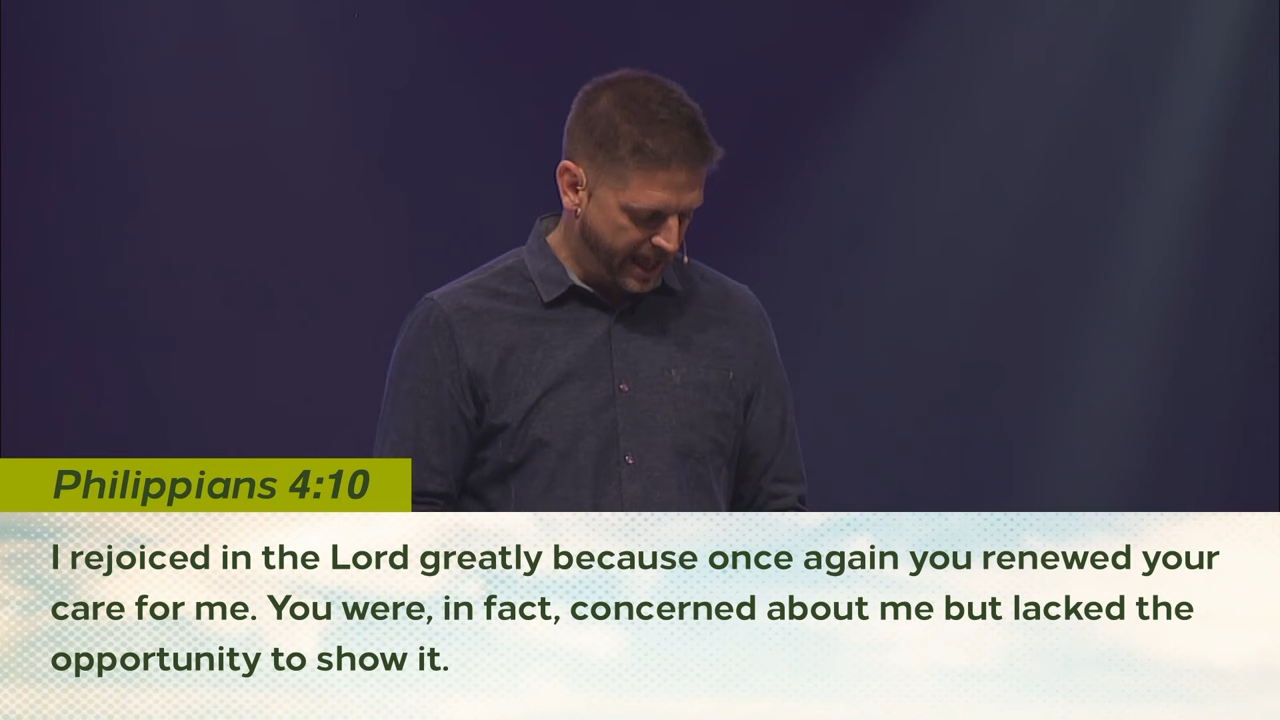 Philippians 4:10
I rejoiced in the Lord greatly because once again you renewed your
care for me. You were, in fact, concerned about me but lacked the
opportunity to show it.